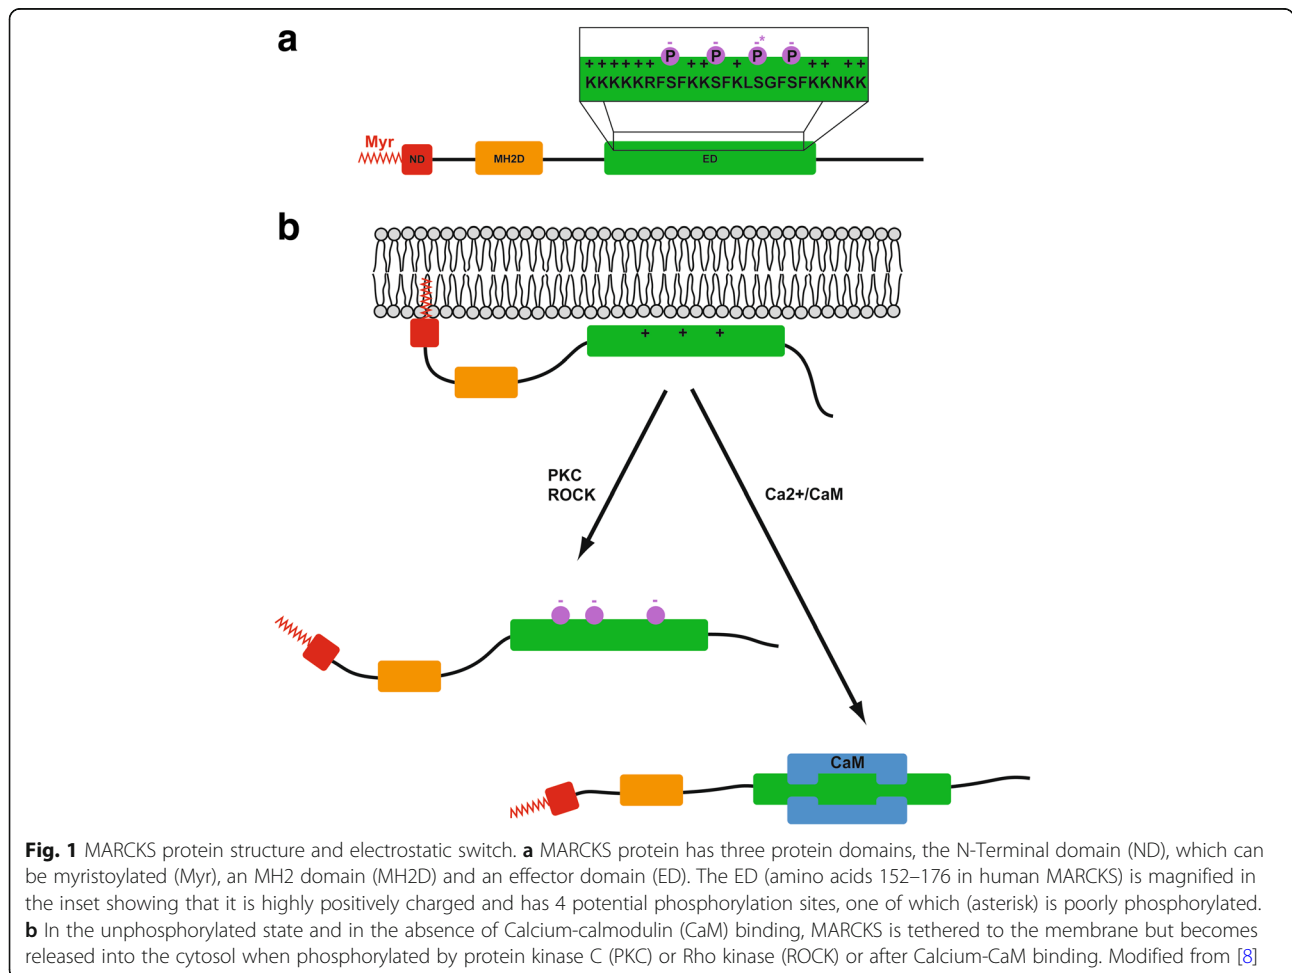 a
- - -* -
P P P P
+ + + + + + + + + + + + +
KKKKKRFSFKKSFKLSGFSFKKNKK
Myr
ND MH2D ED
b
+ + +
PKC
ROCK
Ca2+/CaM
- - -
CaM
Fig. 1 MARCKS protein structure and electrostatic switch. a MARCKS protein has three protein domains, the N-Terminal domain (ND), which can
be myristoylated (Myr), an MH2 domain (MH2D) and an effector domain (ED). The ED (amino acids 152–176 in human MARCKS) is magnified in
the inset showing that it is highly positively charged and has 4 potential phosphorylation sites, one of which (asterisk) is poorly phosphorylated.
b In the unphosphorylated state and in the absence of Calcium-calmodulin (CaM) binding, MARCKS is tethered to the membrane but becomes
released into the cytosol when phosphorylated by protein kinase C (PKC) or Rho kinase (ROCK) or after Calcium-CaM binding. Modified from [8]